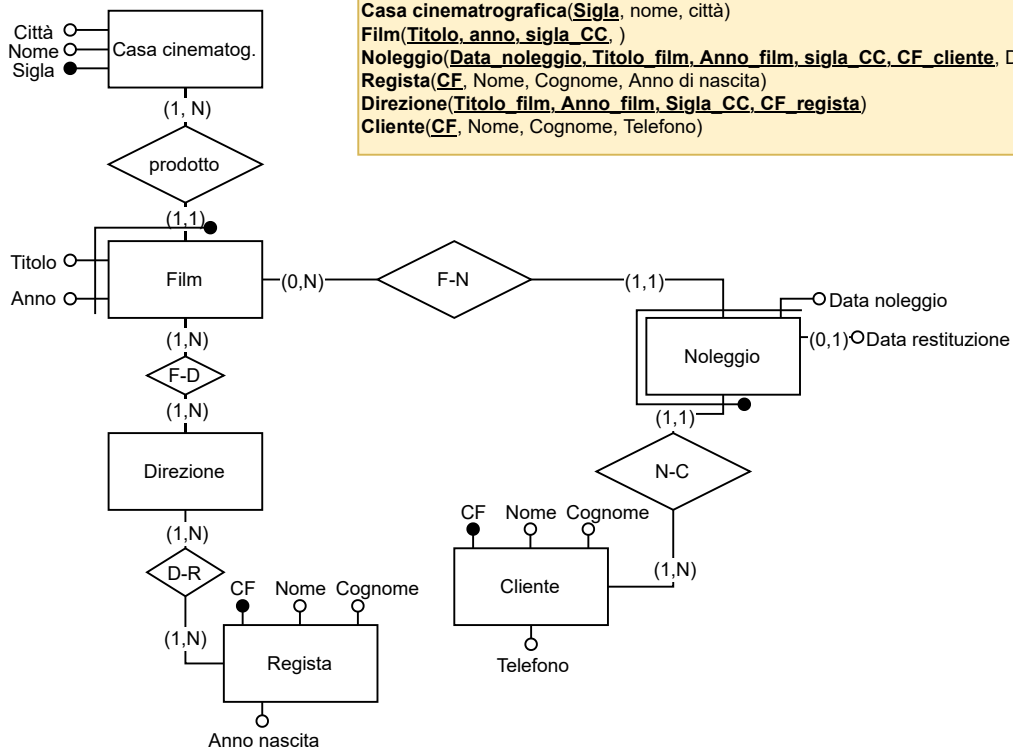 Casa cinematrografica(Sigla, nome, città)
Film(Titolo, anno, sigla_CC, )
Noleggio(Data_noleggio, Titolo_film, Anno_film, sigla_CC, CF_cliente,
Regista(CF, Nome, Cognome, Anno di nascita)
Direzione(Titolo_film, Anno_film, Sigla_CC, CF_regista)
Cliente(CF, Nome, Cognome, Telefono)
Città
Nome
Sigla
Casa cinematog.
(1, N)
prodotto
(1,1)
Titolo
Anno
Film
(0,N)
F-N
(1,1)
Data noleggio
(0,1)
Data restituzione
Noleggio
(1,N)
F-D
(1,N)
Direzione
(1,1)
N-C
(1,N)
D-R
(1,N)
CF Nome Cognome
Cliente
(1,N)
Telefono
CF Nome Cognome
Regista
Anno nascita